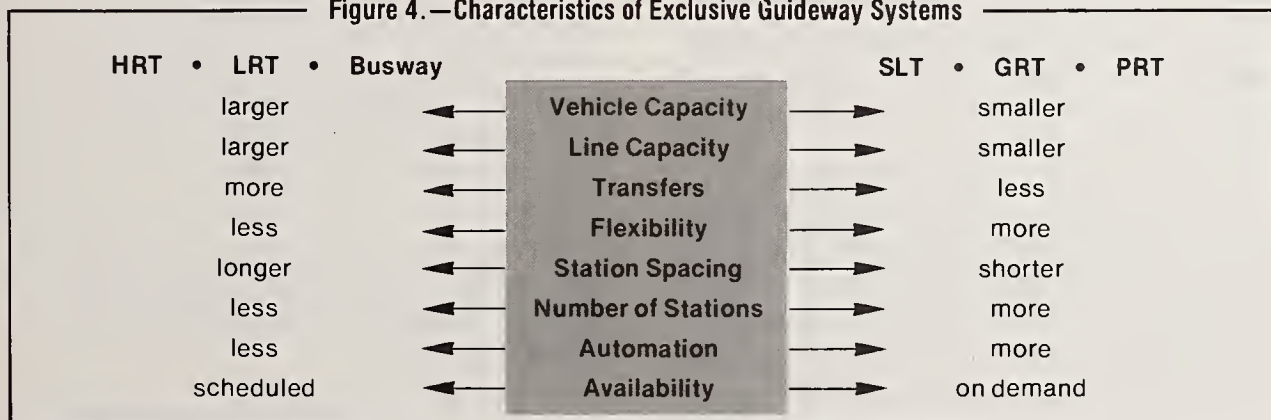 Figure 4.—Characteristics of Exclusive Guideway Systems
HRT • LRT • Busway SLT • GRT • PRT
larger Vehicle Capacity smaller
larger Line Capacity smaller
more Transfers less
less Flexibility more
longer Station Spacing shorter
less Number of Stations more
less Automation more
scheduled Availability on demand